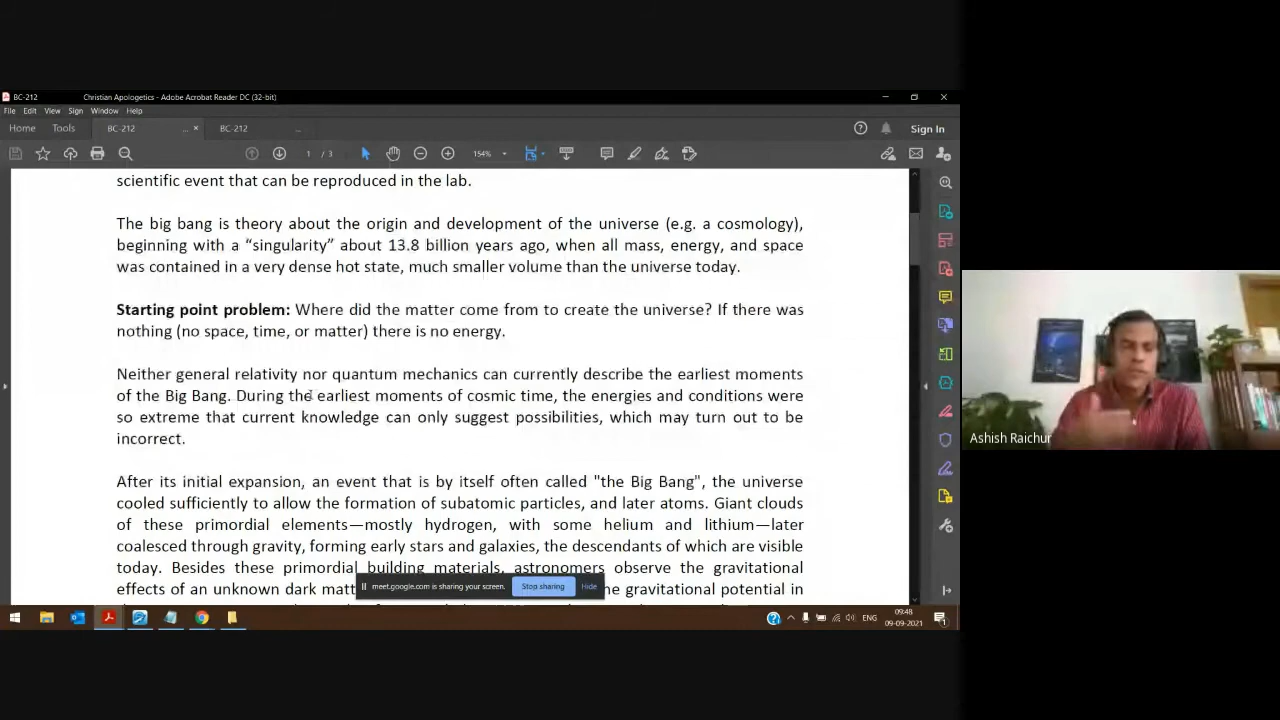 BC-212 Christian Apologetics - Adobe Acrobat Reader DC (32-bit)
File Edit View Sign Window Help
Home Tools BC-212 ... × BC-212 ... Sign In
1 / 3 154%
scientific event that can be reproduced in the lab.
The big bang is theory about the origin and development of the universe (e.g. a cosmology),
beginning with a “singularity” about 13.8 billion years ago, when all mass, energy, and space
was contained in a very dense hot state, much smaller volume than the universe today.
Starting point problem: Where did the matter come from to create the universe? If there was
nothing (no space, time, or matter) there is no energy.
Neither general relativity nor quantum mechanics can currently describe the earliest moments
of the Big Bang. During the earliest moments of cosmic time, the energies and conditions were
so extreme that current knowledge can only suggest possibilities, which may turn out to be
incorrect.
After its initial expansion, an event that is by itself often called "the Big Bang", the universe
cooled sufficiently to allow the formation of subatomic particles, and later atoms. Giant clouds
of these primordial elements—mostly hydrogen, with some helium and lithium—later
coalesced through gravity, forming early stars and galaxies, the descendants of which are visible
today. Besides these primordial building materials, astronomers observe the gravitational
effects of an unknown dark matt he gravitational potential in
meet.google.com is sharing your screen. Stop sharing Hide
ENG 09:48
09-09-2021
Ashish Raichur